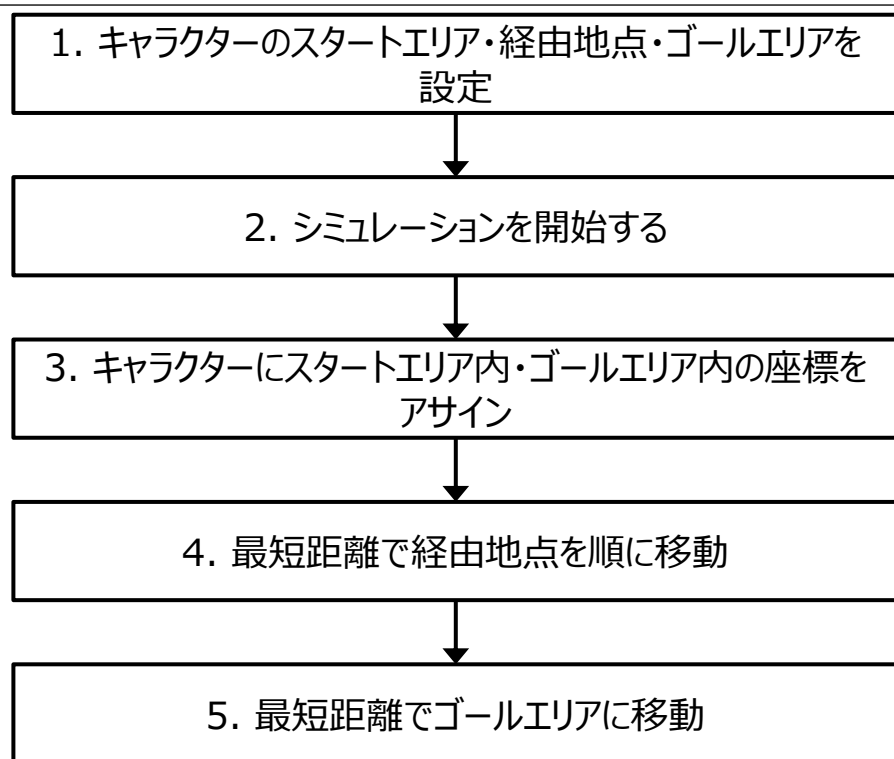 1. キャラクターのスタートエリア・経由地点・ゴールエリアを
設定
2. シミュレーションを開始する
3. キャラクターにスタートエリア内・ゴールエリア内の座標を
アサイン
4. 最短距離で経由地点を順に移動
5. 最短距離でゴールエリアに移動